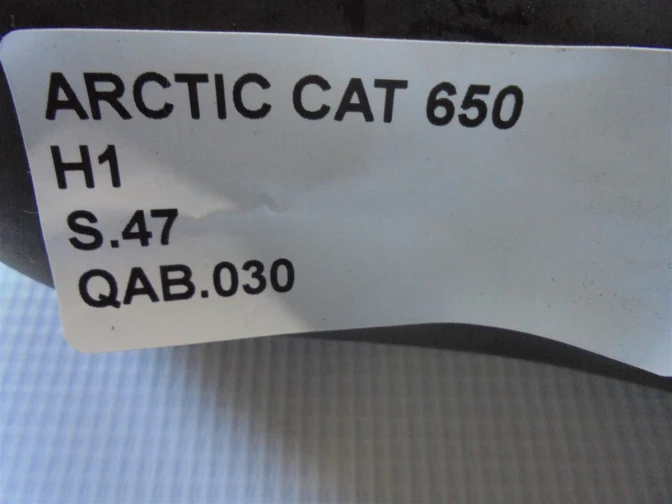 ARCTIC CAT 650
H1
S.47
QAB.030